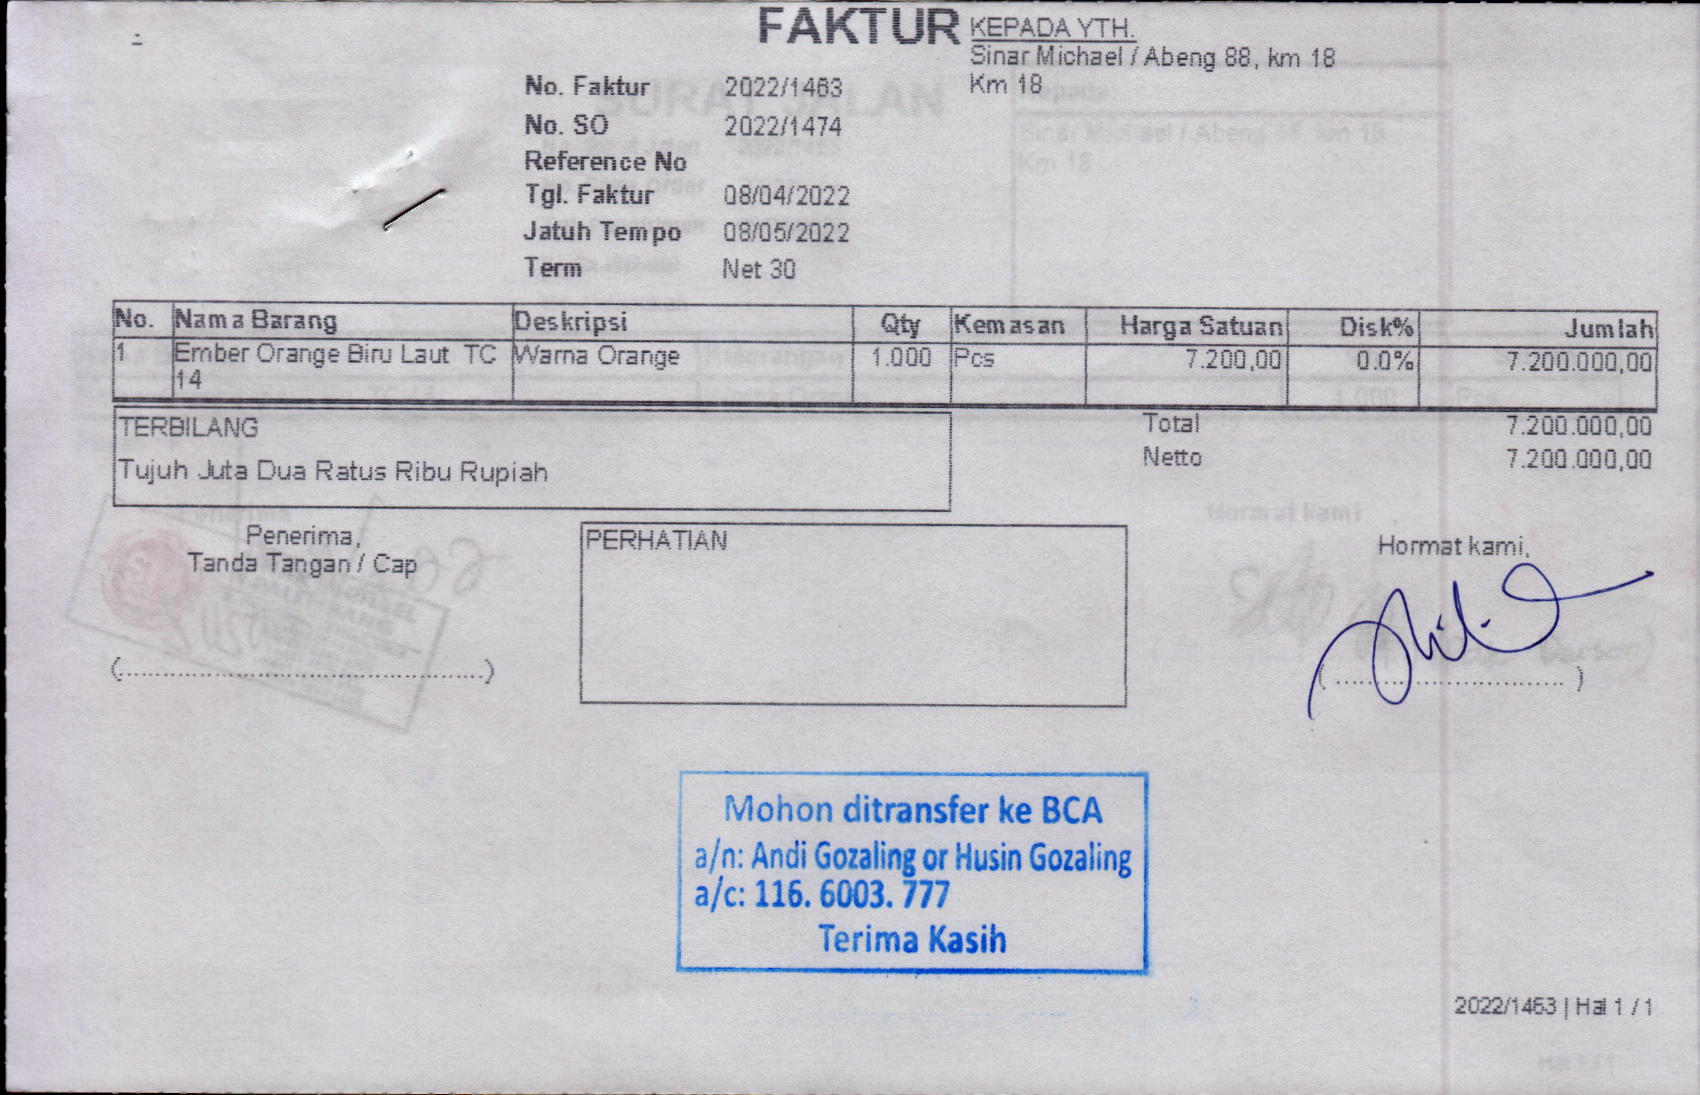 FAKTUR
KEPADA YTH.
Sinar Michael / Abeng 88, km 18
Km 18
No. Faktur 2022/1463
No. SO 2022/1474
Reference No
Tgl. Faktur 08/04/2022
Jatuh Tempo 08/05/2022
Term Net 30
No. Nama Barang Deskripsi Qty Kemasan Harga Satuan Disk% Jumlah
1 Ember Orange Biru Laut TC Warna Orange 1.000 Pcs 7.200,00 0.0% 7.200.000,00
14
TERBILANG
Tujuh Juta Dua Ratus Ribu Rupiah
Total 7.200.000,00
Netto 7.200.000,00
Penerima,
Tanda Tangan / Cap
(................................................)
PERHATIAN
Hormat kami,
( ............................... )
Mohon ditransfer ke BCA
a/n: Andi Gozaling or Husin Gozaling
a/c: 116. 6003. 777
Terima Kasih
2022/1463 | Hal 1 / 1